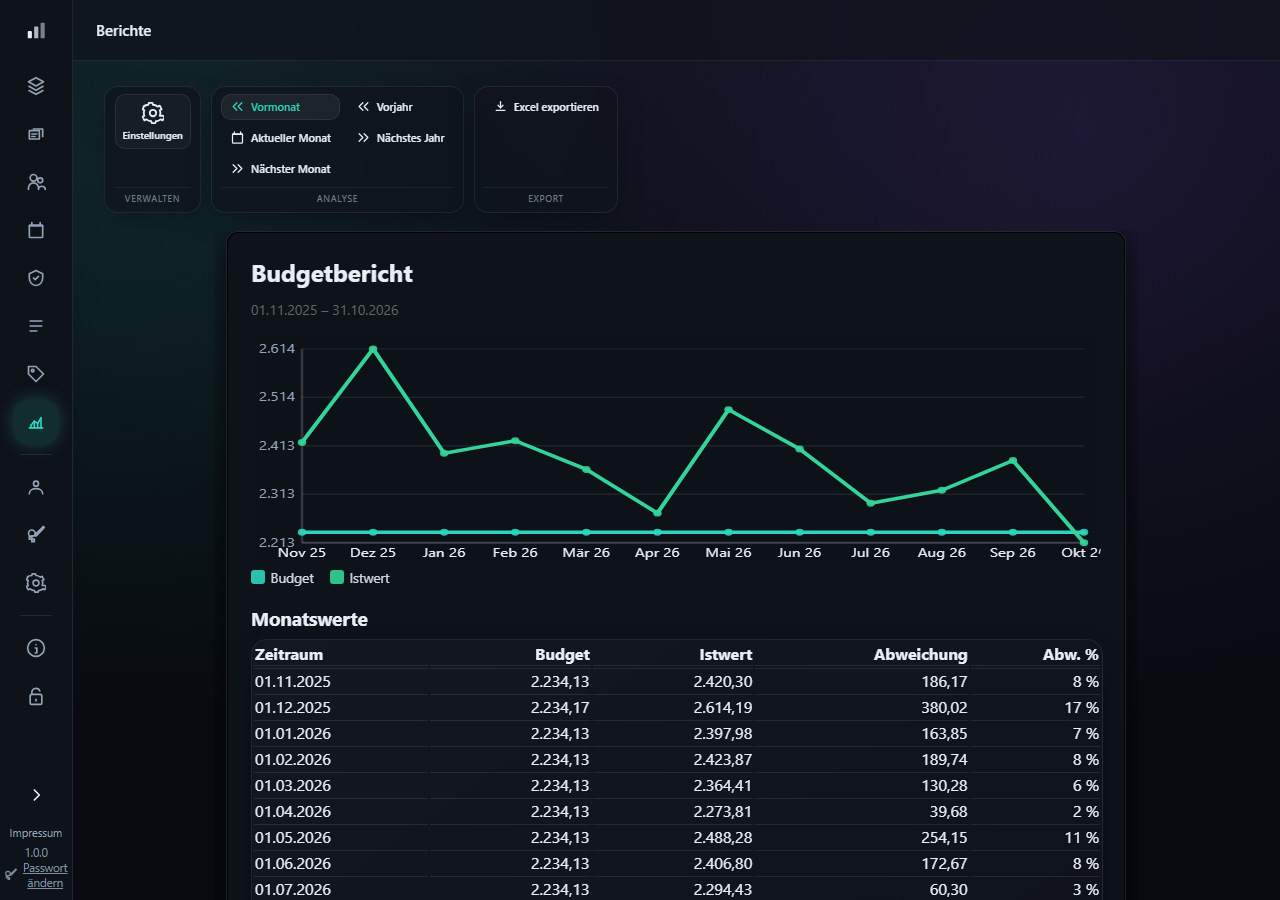 Berichte
Einstellungen
VERWALTEN
Vormonat
Vorjahr
Aktueller Monat
Nächstes Jahr
Nächster Monat
ANALYSE
Excel exportieren
EXPORT
Budgetbericht
01.11.2025 – 31.10.2026
2.614
2.514
2.413
2.313
2.213
Nov 25 Dez 25 Jan 26 Feb 26 Mär 26 Apr 26 Mai 26 Jun 26 Jul 26 Aug 26 Sep 26 Okt 2
Budget Istwert
Monatswerte
Zeitraum Budget Istwert Abweichung Abw. %
01.11.2025 2.234,13 2.420,30 186,17 8 %
01.12.2025 2.234,17 2.614,19 380,02 17 %
01.01.2026 2.234,13 2.397,98 163,85 7 %
01.02.2026 2.234,13 2.423,87 189,74 8 %
01.03.2026 2.234,13 2.364,41 130,28 6 %
01.04.2026 2.234,13 2.273,81 39,68 2 %
01.05.2026 2.234,13 2.488,28 254,15 11 %
01.06.2026 2.234,13 2.406,80 172,67 8 %
01.07.2026 2.234,13 2.294,43 60,30 3 %
Impressum
1.0.0
Passwort
ändern